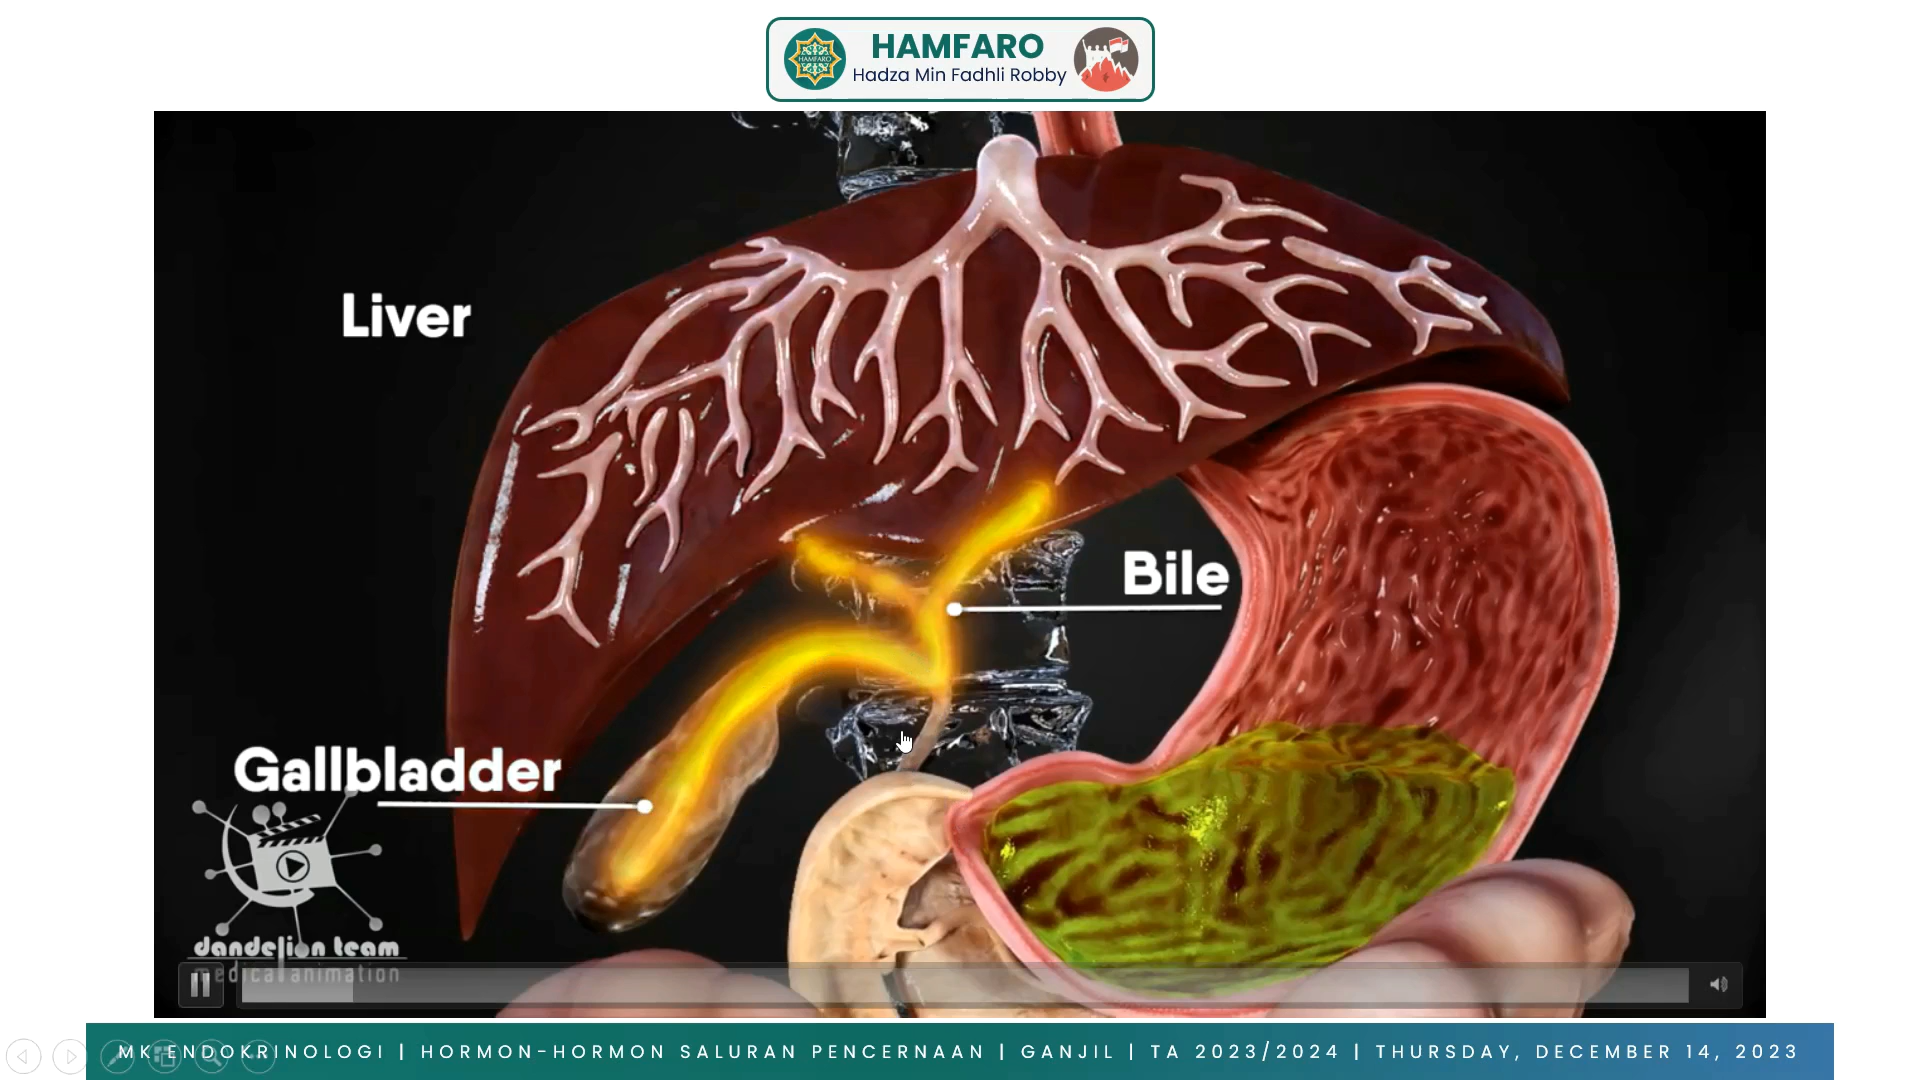 HAMFARO
HAMFARO
Hadza Min Fadhli Robby
Liver
Bile
Gallbladder
dandelion team
medical animation
MK ENDOKRINOLOGI | HORMON-HORMON SALURAN PENCERNAAN | GANJIL | TA 2023/2024 | THURSDAY, DECEMBER 14, 2023